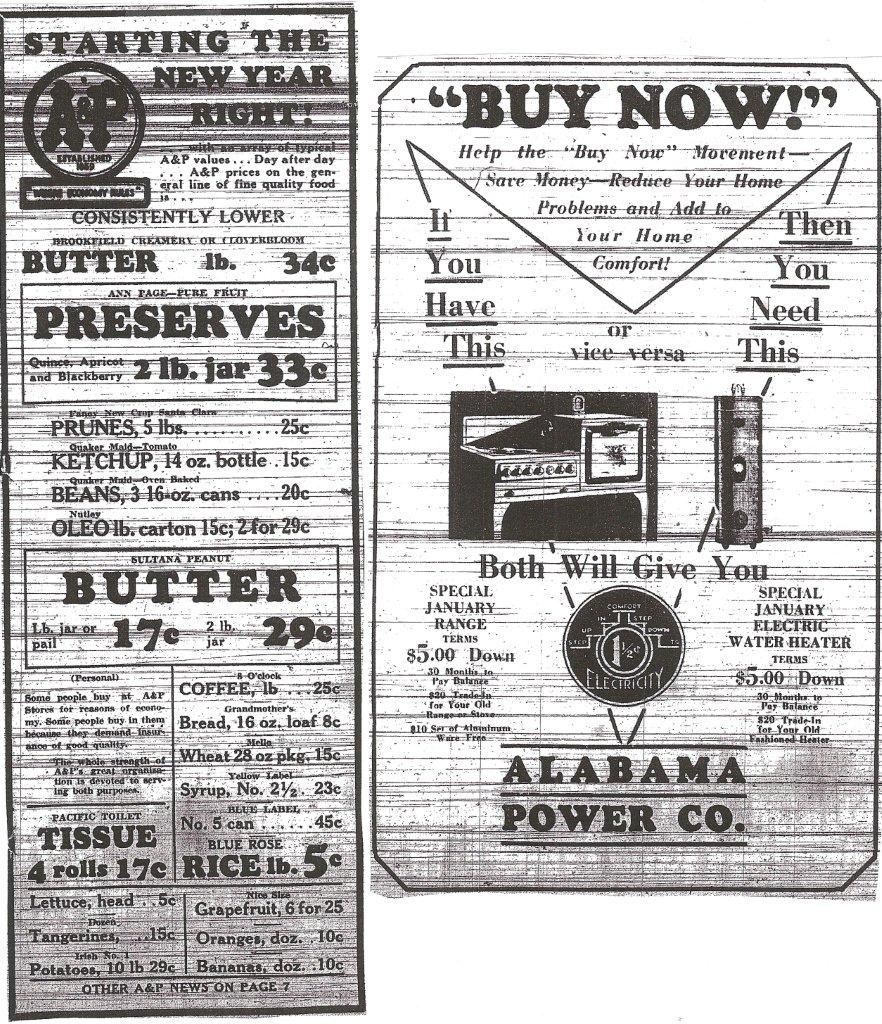 STARTING THE
NEW YEAR
RIGHT!
A&P
ESTABLISHED
1859
"WHERE ECONOMY RULES"
. . . with an array of typical
A&P values . . . Day after day
. . . A&P prices on the gen-
eral line of fine quality food
is . . .
CONSISTENTLY LOWER
BROOKFIELD CREAMERY OR CLOVERBLOOM
BUTTER lb. 34c
ANN PAGE—PURE FRUIT
PRESERVES
Quince, Apricot
and Blackberry 2 lb. jar 33c
Fancy New Crop Santa Clara
PRUNES, 5 lbs. ..........25c
Quaker Maid—Tomato
KETCHUP, 14 oz. bottle .15c
Quaker Maid—Oven Baked
BEANS, 3 16-oz. cans ....20c
Nutley
OLEO lb. carton 15c; 2 for 29c
SULTANA PEANUT
BUTTER
Lb. jar or
pail 17c 2 lb.
jar 29c
(Personal)
Some people buy at A&P
Stores for reasons of econo-
my. Some people buy in them
because they demand insur-
ance of good quality.
The whole strength of
A&P's great organiza-
tion is devoted to serv-
ing both purposes.
PACIFIC TOILET
TISSUE
4 rolls 17c
8 O'clock
COFFEE, lb ...25c
Grandmother's
Bread, 16 oz. loaf 8c
Mello
Wheat 28 oz pkg. 15c
Yellow Label
Syrup, No. 2½. 23c
BLUE LABEL
No. 5 can ......45c
BLUE ROSE
RICE lb. 5c
Lettuce, head ..5c
Dozen
Tangerines, ...15c
Irish No. 1
Potatoes, 10 lb 29c
Nice Size
Grapefruit, 6 for 25
Oranges, doz. .10c
Bananas, doz. .10c
OTHER A&P NEWS ON PAGE 7
"BUY NOW!"
Help the "Buy Now" Movement—
Save Money—Reduce Your Home
Problems and Add to
Your Home
Comfort!
If
You
Have
This
or
vice versa
Then
You
Need
This
Both Will Give You
SPECIAL
JANUARY
RANGE
TERMS
$5.00 Down
30 Months to
Pay Balance
$20 Trade-In
for Your Old
Range or Stove
$10 Set of Aluminum
Ware Free
COMFORT
IN STEP
UP DOWN
STEP TS
1½¢
ELECTRICITY
SPECIAL
JANUARY
ELECTRIC
WATER HEATER
TERMS
$5.00 Down
30 Months to
Pay Balance
$20 Trade-In
for Your Old
Fashioned Heater
ALABAMA
POWER CO.